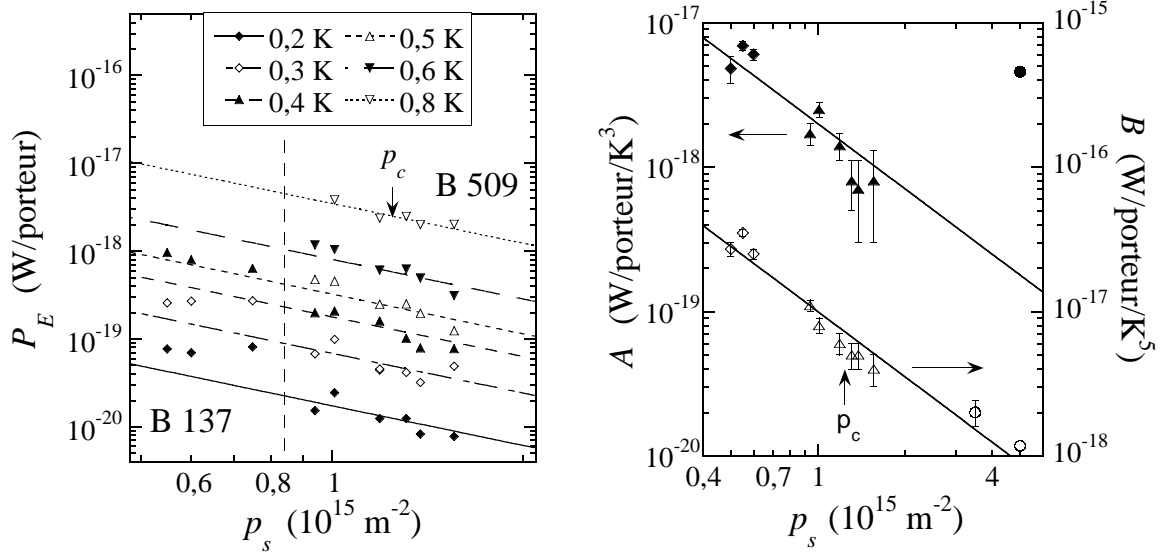 0,2 K
0,5 K
0,3 K
0,6 K
0,4 K
0,8 K
10^-16
10^-17
10^-18
10^-19
10^-20
P_E (W/porteur)
p_c
B 509
B 137
0,6
0,8
1
p_s (10^15 m^-2)
10^-17
10^-18
10^-19
10^-20
A (W/porteur/K^3)
10^-15
10^-16
10^-17
10^-18
B (W/porteur/K^5)
p_c
0,4
0,7
1
4
p_s (10^15 m^-2)